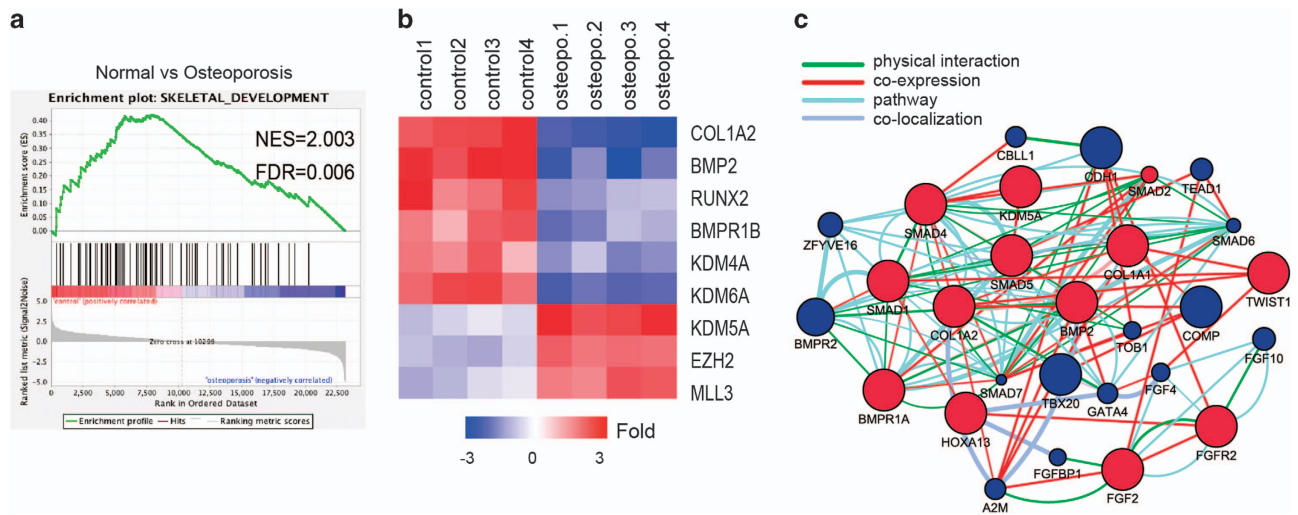 a
Normal vs Osteoporosis
Enrichment plot: SKELETAL_DEVELOPMENT
NES=2.003
FDR=0.006
Enrichment score (ES)
0.40
0.35
0.30
0.25
0.20
0.15
0.10
0.05
0.00
'control' (positively correlated)
Ranked list metric (Signal2Noise)
5.0
2.5
0.0
-2.5
-5.0
Zero cross at 10299
'osteoporosis' (negatively correlated)
0 2,500 5,000 7,500 10,000 12,500 15,000 17,500 20,000 22,500
Rank in Ordered Dataset
Enrichment profile Hits Ranking metric scores
b
control1
control2
control3
control4
osteopo.1
osteopo.2
osteopo.3
osteopo.4
COL1A2
BMP2
RUNX2
BMPR1B
KDM4A
KDM6A
KDM5A
EZH2
MLL3
Fold
-3 0 3
c
physical interaction
co-expression
pathway
co-localization
CBLL1
CDH1
SMAD2
TEAD1
KDM5A
SMAD4
ZFYVE16
SMAD6
COL1A1
SMAD5
TWIST1
SMAD1
COL1A2
BMP2
COMP
BMPR2
TOB1
FGF10
SMAD7
TBX20
GATA4
FGF4
BMPR1A
HOXA13
FGFR2
FGFBP1
FGF2
A2M